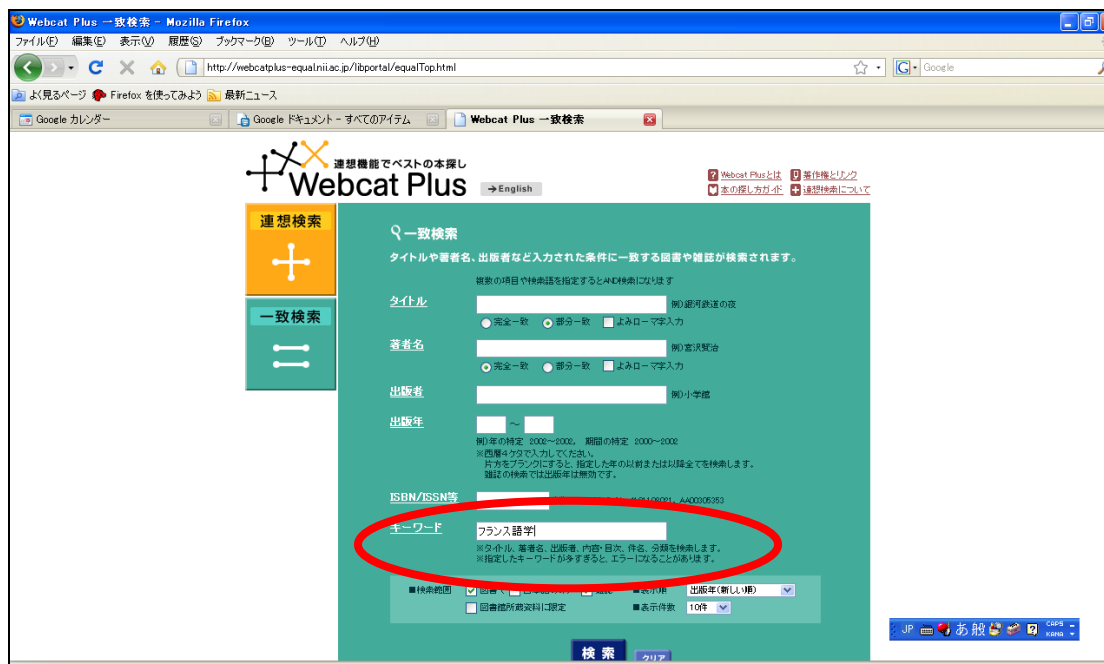 Webcat Plus 一致検索 - Mozilla Firefox
ファイル(F) 編集(E) 表示(V) 履歴(S) ブックマーク(B) ツール(T) ヘルプ(H)
http://webcatplus-equal.nii.ac.jp/libportal/equalTop.html
Google
よく見るページ Firefox を使ってみよう 最新ニュース
Google カレンダー Google ドキュメント - すべてのアイテム Webcat Plus 一致検索
連想機能でベストの本探し
Webcat Plus →English
Webcat Plusとは 著作権とリンク
本の探し方ガイド 連想検索について
連想検索
一致検索
一致検索
タイトルや著者名、出版者など入力された条件に一致する図書や雑誌が検索されます。
複数の項目や検索語を指定するとAND検索になります
タイトル 例)銀河鉄道の夜
完全一致 部分一致 よみローマ字入力
著者名 例)宮沢賢治
完全一致 部分一致 よみローマ字入力
出版者 例)小学館
出版年 ～
例)年の特定 2002～2002, 期間の特定 2000～2002
※西暦4ケタで入力してください。
片方をブランクにすると、指定した年の以前または以降全てを検索します。
雑誌の検索では出版年は無効です。
ISBN/ISSN等 AA00305353
キーワード フランス語学
※タイトル、著者名、出版者、内容・目次、件名、分類を検索します。
※指定したキーワードが多すぎると、エラーになることがあります。
■検索範囲 ■表示順 出版年(新しい順)
図書館所蔵資料に限定 ■表示件数 10件
検索 クリア
JP あ 般 CAPS
KANA